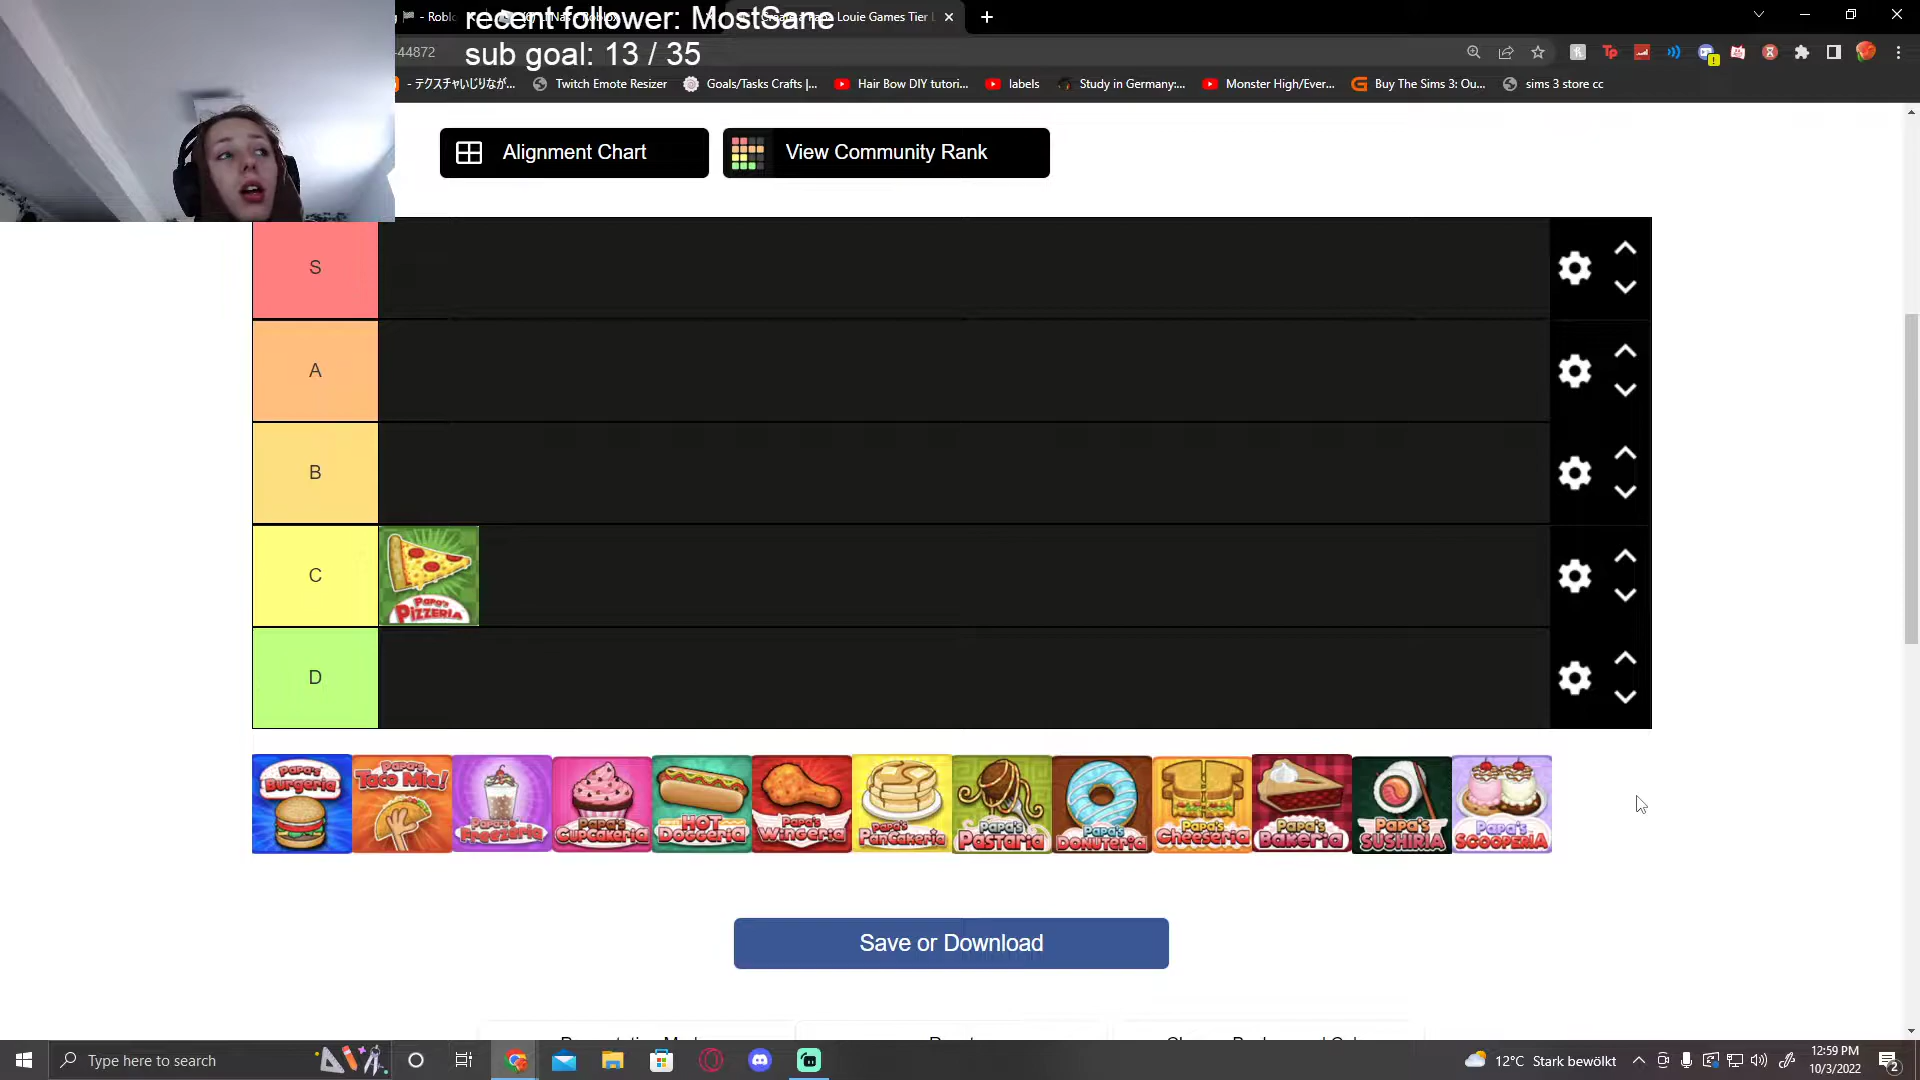 recent follower: MostSane
sub goal: 13 / 35
- Roblo
Louie Games Tier L
-44872
- テクスチャいじりなが...
Twitch Emote Resizer
Goals/Tasks Crafts |...
Hair Bow DIY tutori...
labels
Study in Germany:...
Monster High/Ever...
Buy The Sims 3: Ou...
sims 3 store cc
Alignment Chart
View Community Rank
S
A
B
C
Papa's
Pizzeria
D
Papa's
Burgeria
Papa's
Taco Mia!
Papa's
Freezeria
Papa's
Cupcakeria
Papa's
Hot Doggeria
Papa's
Wingeria
Papa's
Pancakeria
Papa's
Pastaria
Papa's
Donuteria
Papa's
Cheeseria
Papa's
Bakeria
Papa's
Sushiria
Papa's
Scooperia
Save or Download
Type here to search
12°C Stark bewölkt
12:59 PM
10/3/2022
2